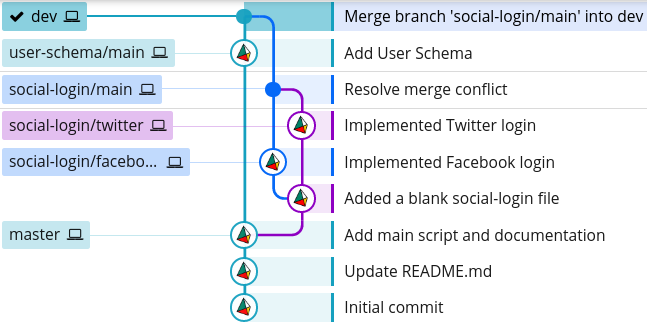 dev Merge branch 'social-login/main' into dev
user-schema/main Add User Schema
social-login/main Resolve merge conflict
social-login/twitter Implemented Twitter login
social-login/facebo... Implemented Facebook login
Added a blank social-login file
master Add main script and documentation
Update README.md
Initial commit